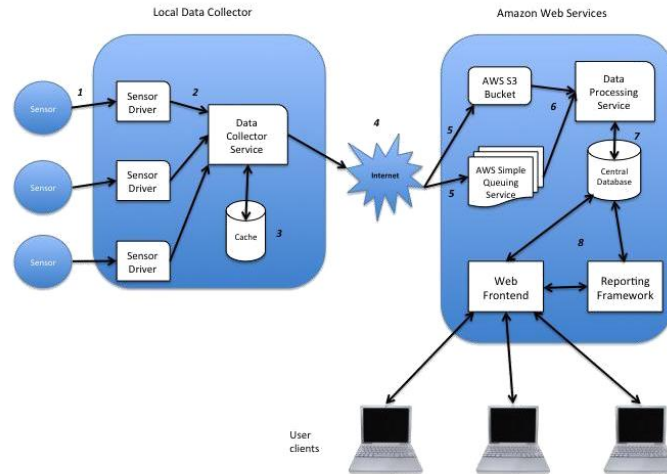 Local Data Collector
Amazon Web Services
Sensor
1
Sensor
Driver
2
Data
Collector
Service
Sensor
Sensor
Driver
Sensor
Sensor
Driver
Cache
3
4
Internet
5
5
AWS S3
Bucket
AWS Simple
Queuing
Service
6
Data
Processing
Service
7
Central
Database
8
Web
Frontend
Reporting
Framework
User
clients